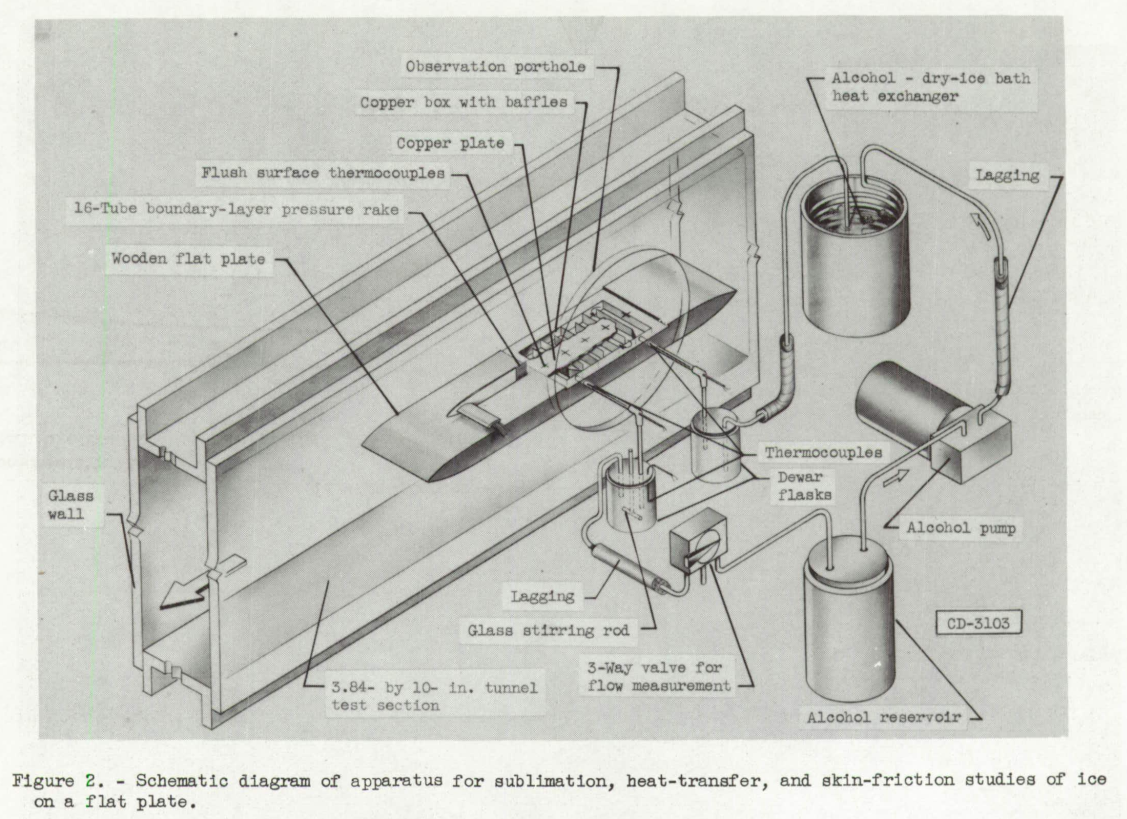 Observation porthole
Copper box with baffles
Copper plate
Flush surface thermocouples
16-Tube boundary-layer pressure rake
Wooden flat plate
Alcohol - dry-ice bath
heat exchanger
Lagging
Glass
wall
Thermocouples
Dewar
flasks
Alcohol pump
Lagging
Glass stirring rod
CD-3103
3-Way valve for
flow measurement
3.84- by 10- in. tunnel
test section
Alcohol reservoir
Figure 2. - Schematic diagram of apparatus for sublimation, heat-transfer, and skin-friction studies of ice
on a flat plate.